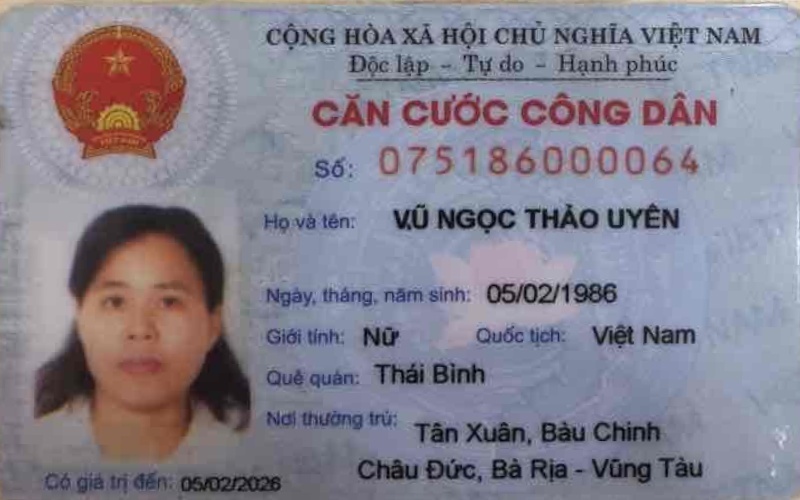 CỘNG HÒA XÃ HỘI CHỦ NGHĨA VIỆT NAM
Độc lập - Tự do - Hạnh phúc
CĂN CƯỚC CÔNG DÂN
Số: 075186000064
Họ và tên: VŨ NGỌC THẢO UYÊN
Ngày, tháng, năm sinh: 05/02/1986
Giới tính: Nữ Quốc tịch: Việt Nam
Quê quán: Thái Bình
Nơi thường trú: Tân Xuân, Bàu Chinh
Châu Đức, Bà Rịa - Vũng Tàu
Có giá trị đến: 05/02/2026